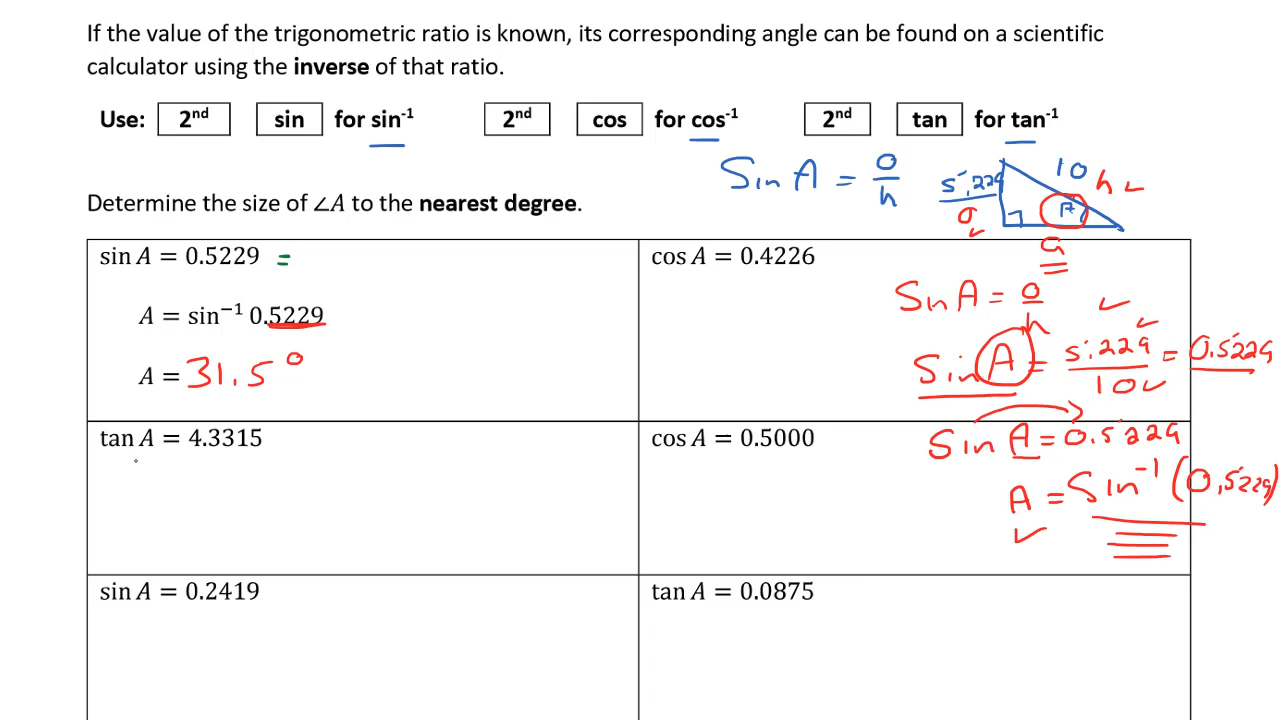 If the value of the trigonometric ratio is known, its corresponding angle can be found on a scientific
calculator using the inverse of that ratio.
Use: 2nd sin for sin⁻¹ 2nd cos for cos⁻¹ 2nd tan for tan⁻¹
Sin A = o/h
5.229
10
h
o
A
a
Determine the size of ∠A to the nearest degree.
sin A = 0.5229 =
A = sin⁻¹ 0.5229
A = 31.5°
cos A = 0.4226
Sin A = o/h
Sin A = 5.229/10 = 0.5229
tan A = 4.3315
cos A = 0.5000
Sin A = 0.5229
A = Sin⁻¹ (0.5229)
sin A = 0.2419
tan A = 0.0875